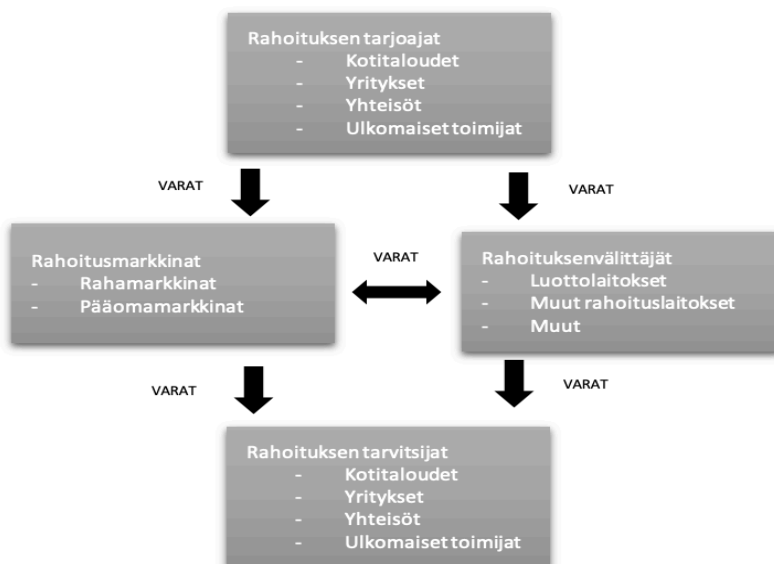 Rahoituksen tarjoajat
- Kotitaloudet
- Yritykset
- Yhteisöt
- Ulkomaiset toimijat
VARAT
VARAT
Rahoitusmarkkinat
- Rahamarkkinat
- Pääomamarkkinat
VARAT
Rahoituksenvälittäjät
- Luottolaitokset
- Muut rahoituslaitokset
- Muut
VARAT
VARAT
Rahoituksen tarvitsijat
- Kotitaloudet
- Yritykset
- Yhteisöt
- Ulkomaiset toimijat